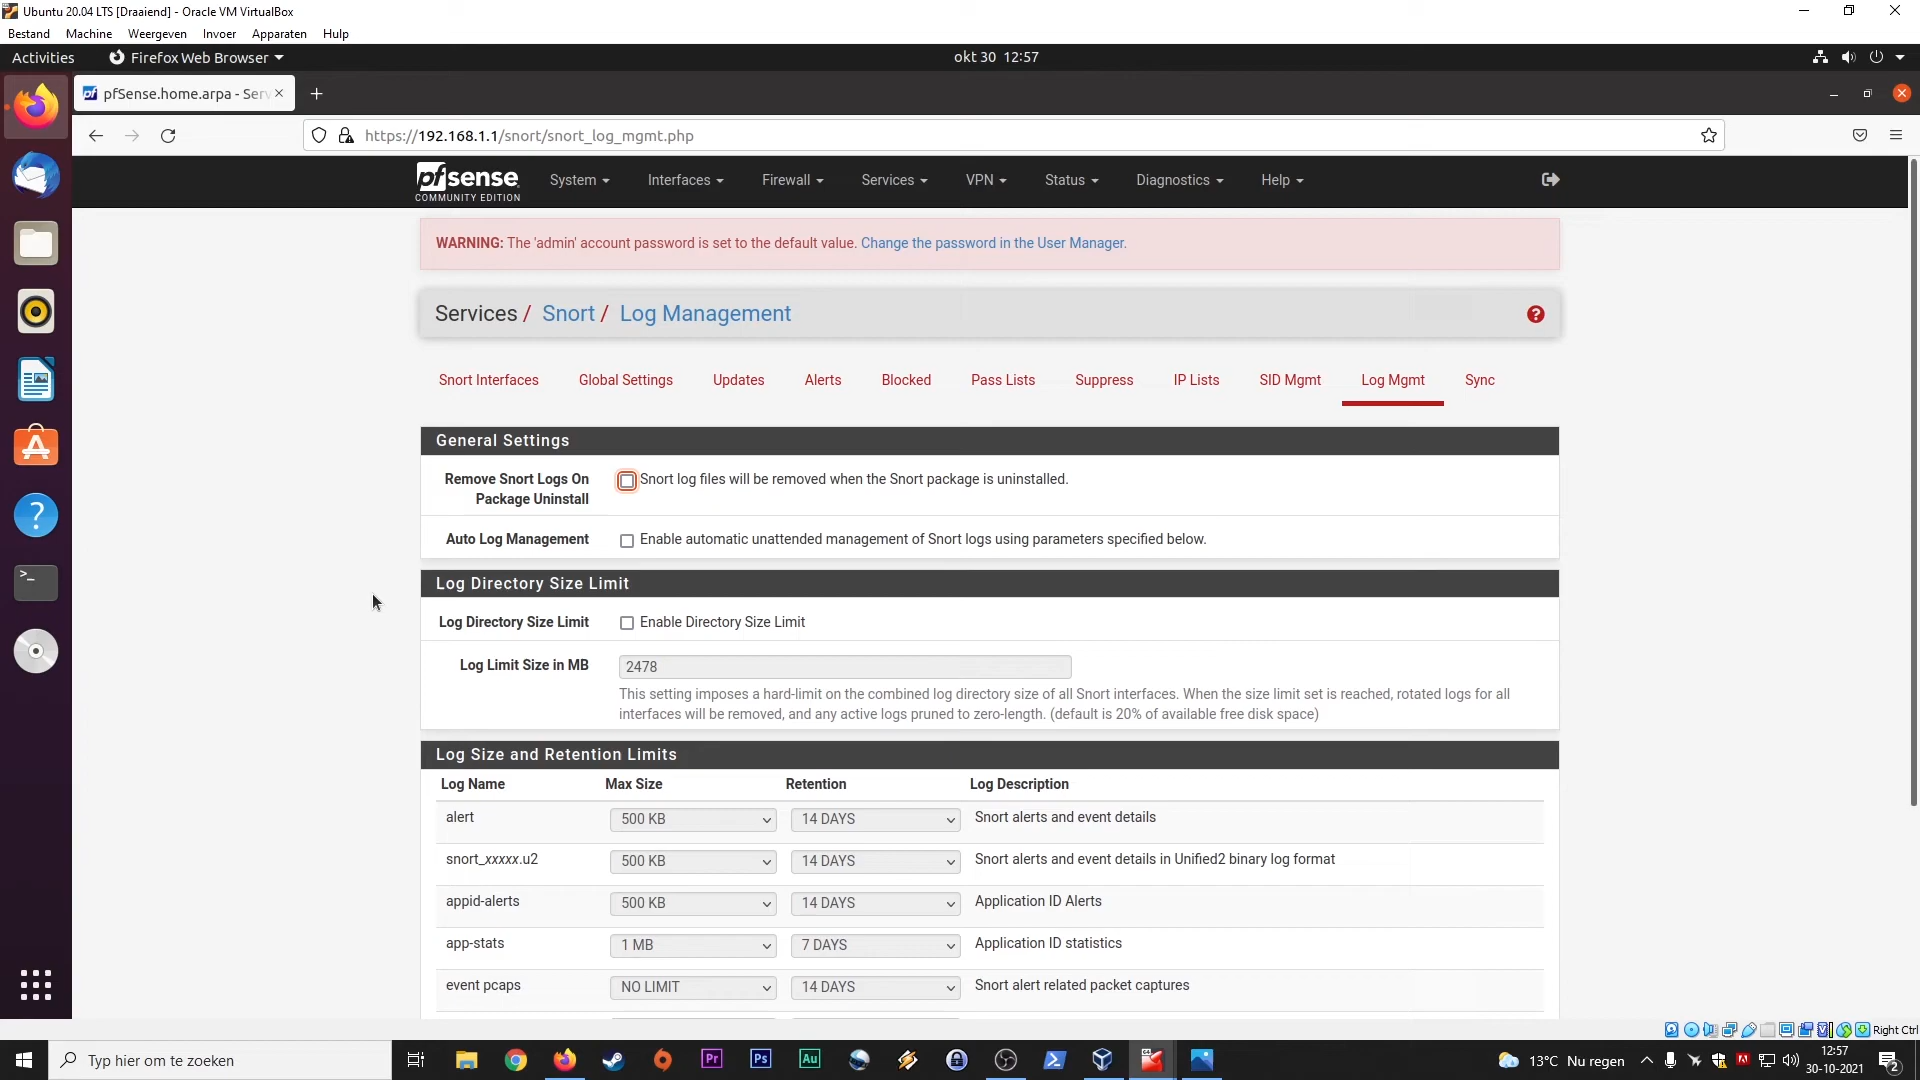 Ubuntu 20.04 LTS [Draaiend] - Oracle VM VirtualBox
Bestand Machine Weergeven Invoer Apparaten Hulp
Activities Firefox Web Browser okt 30 12:57
pfSense.home.arpa - Serv
https://192.168.1.1/snort/snort_log_mgmt.php
pfsense
COMMUNITY EDITION
System Interfaces Firewall Services VPN Status Diagnostics Help
WARNING: The 'admin' account password is set to the default value. Change the password in the User Manager.
Services / Snort / Log Management
Snort Interfaces Global Settings Updates Alerts Blocked Pass Lists Suppress IP Lists SID Mgmt Log Mgmt Sync
General Settings
Remove Snort Logs On Package Uninstall
Snort log files will be removed when the Snort package is uninstalled.
Auto Log Management Enable automatic unattended management of Snort logs using parameters specified below.
Log Directory Size Limit
Log Directory Size Limit Enable Directory Size Limit
Log Limit Size in MB 2478
This setting imposes a hard-limit on the combined log directory size of all Snort interfaces. When the size limit set is reached, rotated logs for all
interfaces will be removed, and any active logs pruned to zero-length. (default is 20% of available free disk space)
Log Size and Retention Limits
Log Name Max Size Retention Log Description
alert 500 KB 14 DAYS Snort alerts and event details
snort_xxxxx.u2 500 KB 14 DAYS Snort alerts and event details in Unified2 binary log format
appid-alerts 500 KB 14 DAYS Application ID Alerts
app-stats 1 MB 7 DAYS Application ID statistics
event pcaps NO LIMIT 14 DAYS Snort alert related packet captures
Right Ctrl
Typ hier om te zoeken
Pr Ps Au
13°C Nu regen
12:57
30-10-2021
2